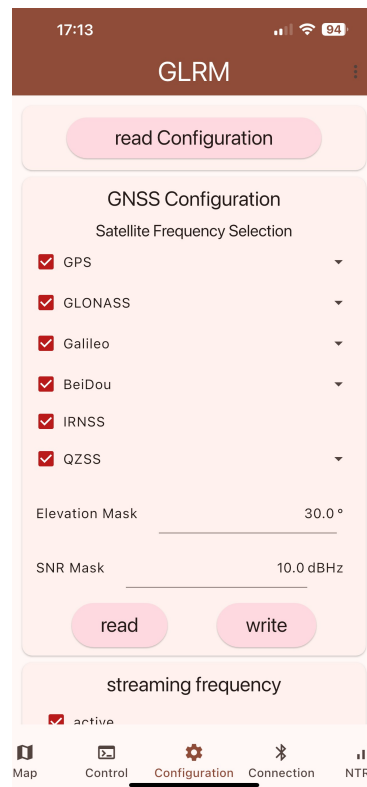 17:13
94
GLRM
read Configuration
GNSS Configuration
Satellite Frequency Selection
GPS
GLONASS
Galileo
BeiDou
IRNSS
QZSS
Elevation Mask 30.0 °
SNR Mask 10.0 dBHz
read write
streaming frequency
active
Map Control Configuration Connection NTR